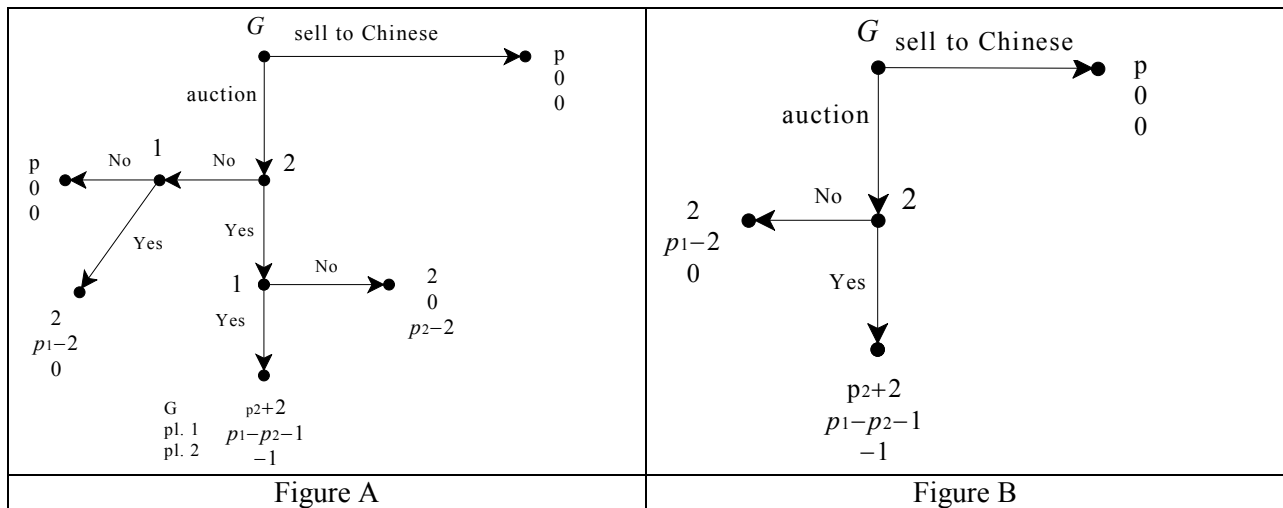 G
sell to Chinese
p
0
0
auction
1
No
No
2
p
0
0
Yes
Yes
1
No
2
0
p2−2
Yes
2
p1−2
0
G
pl. 1
pl. 2
p2+2
p1−p2−1
−1
Figure A
G
sell to Chinese
p
0
0
auction
No
2
2
p1−2
0
Yes
p2+2
p1−p2−1
−1
Figure B